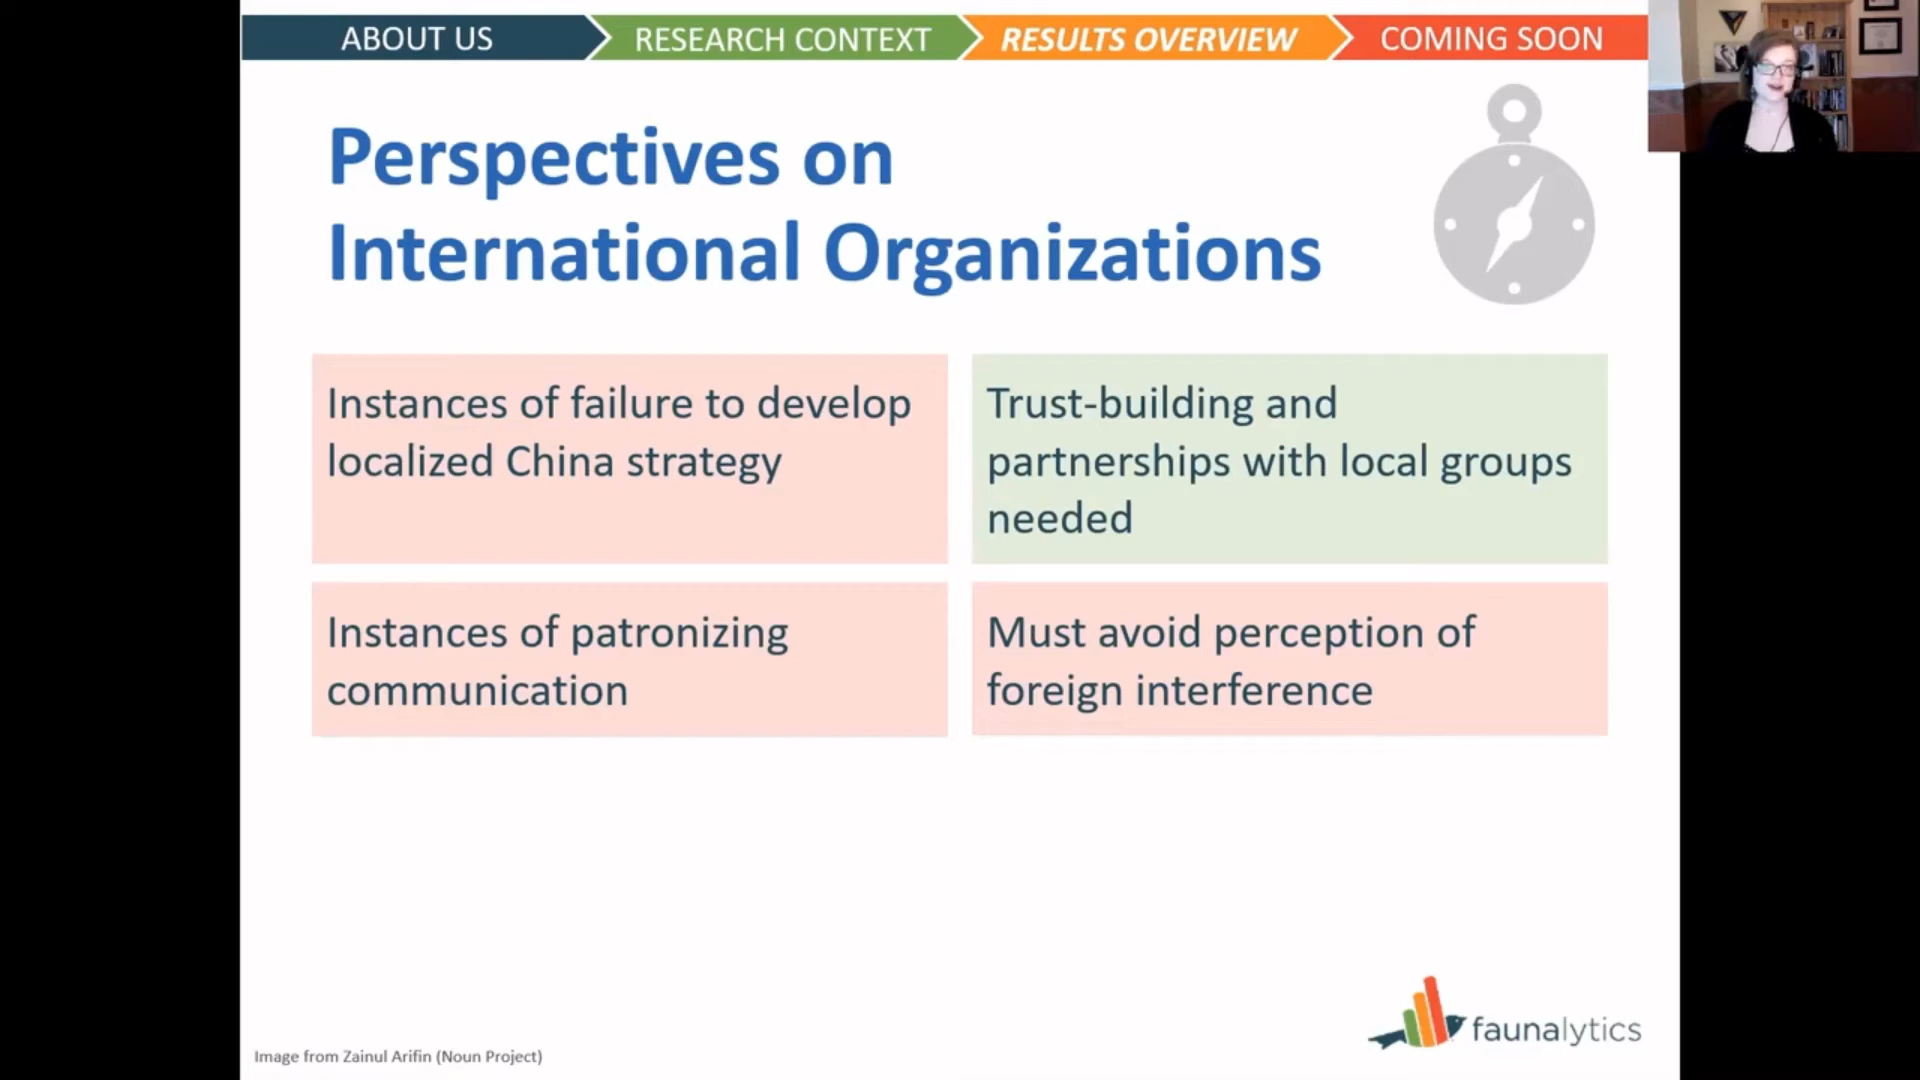 ABOUT US
RESEARCH CONTEXT
RESULTS OVERVIEW
COMING SOON
Perspectives on
International Organizations
Instances of failure to develop
localized China strategy
Trust-building and
partnerships with local groups
needed
Instances of patronizing
communication
Must avoid perception of
foreign interference
faunalytics
Image from Zainul Arifin (Noun Project)